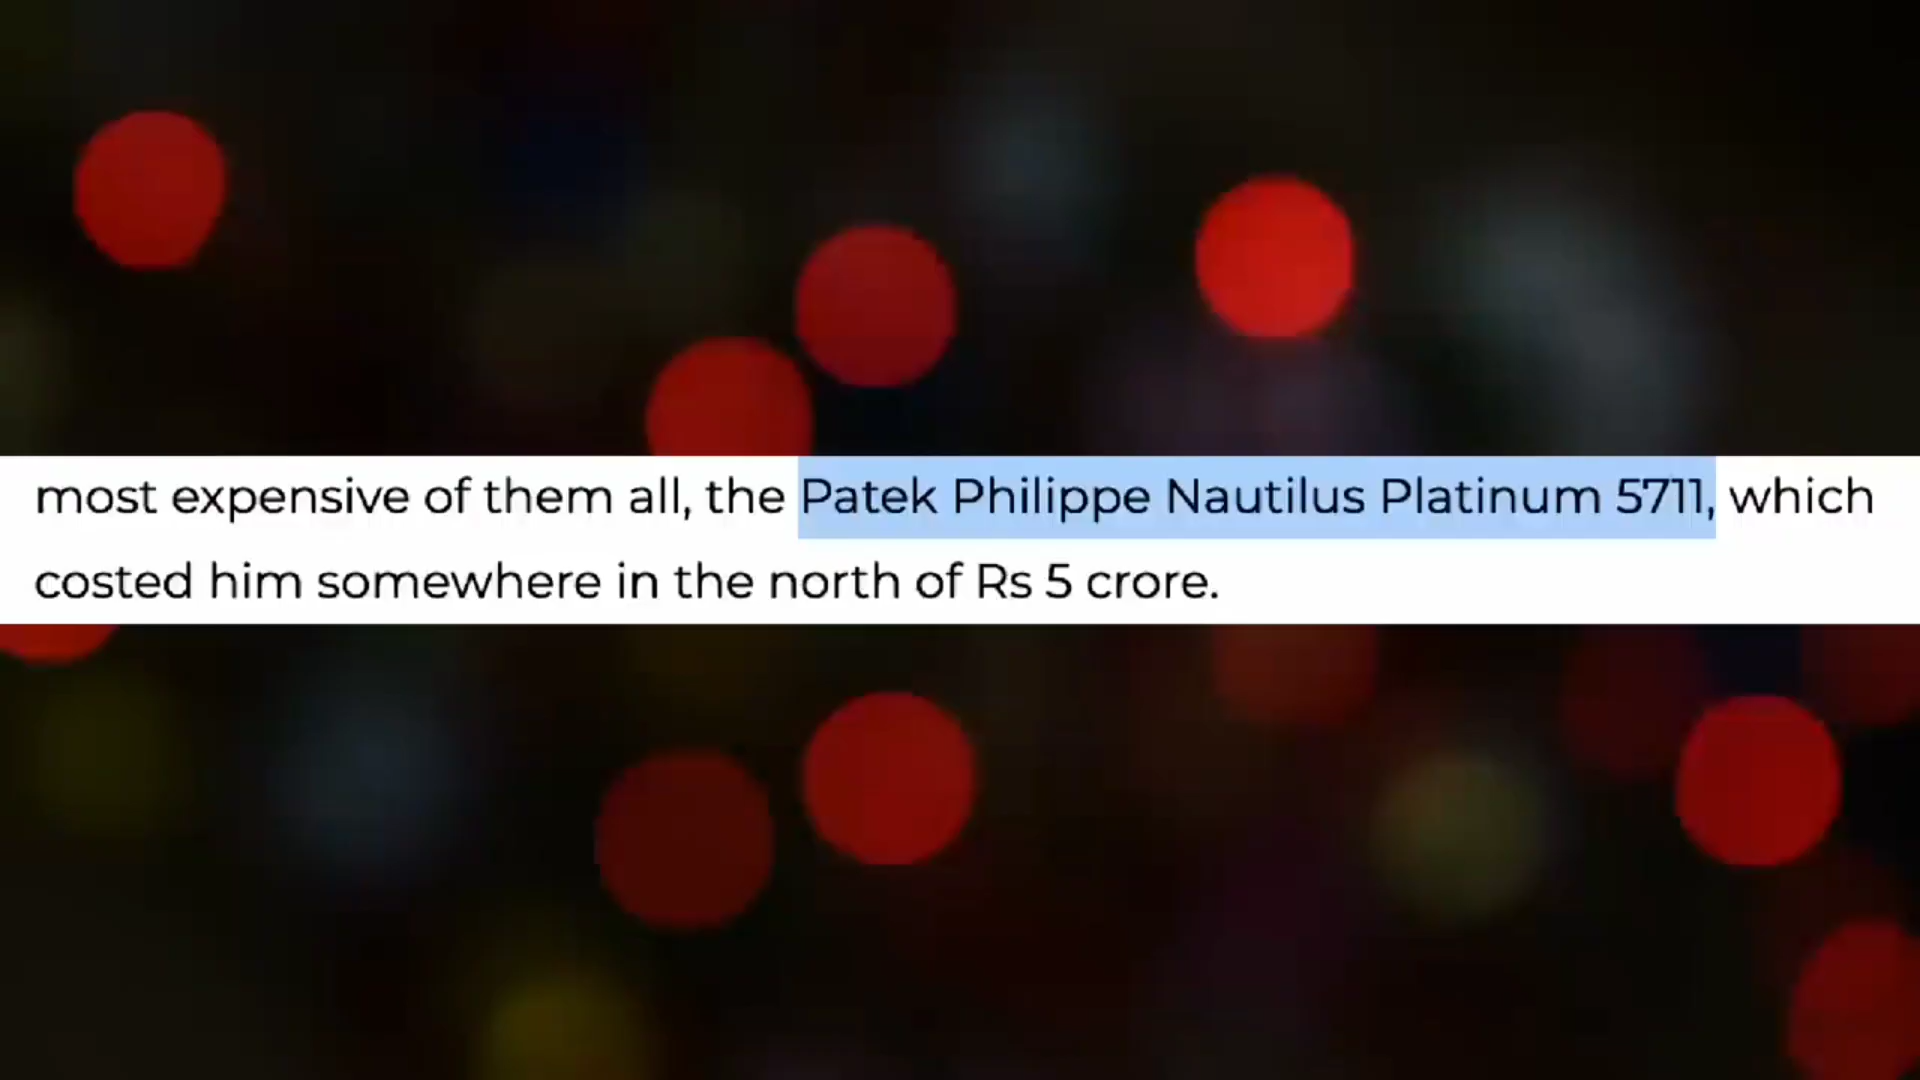 most expensive of them all, the Patek Philippe Nautilus Platinum 5711, which
costed him somewhere in the north of Rs 5 crore.